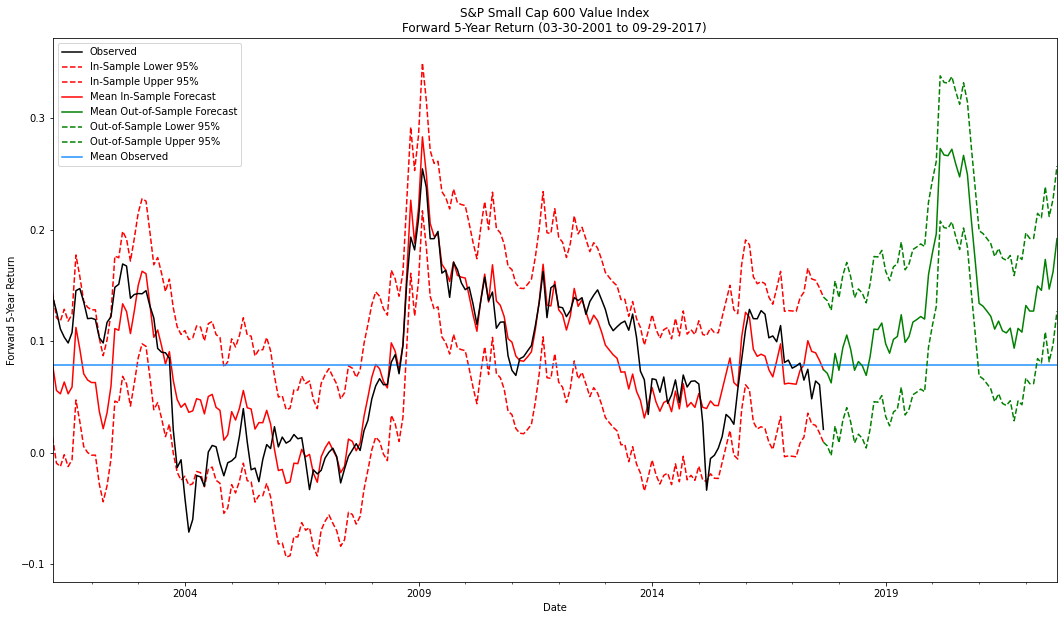 S&P Small Cap 600 Value Index
Forward 5-Year Return (03-30-2001 to 09-29-2017)
Observed
In-Sample Lower 95%
In-Sample Upper 95%
Mean In-Sample Forecast
Mean Out-of-Sample Forecast
Out-of-Sample Lower 95%
Out-of-Sample Upper 95%
Mean Observed
Forward 5-Year Return
0.3
0.2
0.1
0.0
−0.1
2004
2009
2014
2019
Date